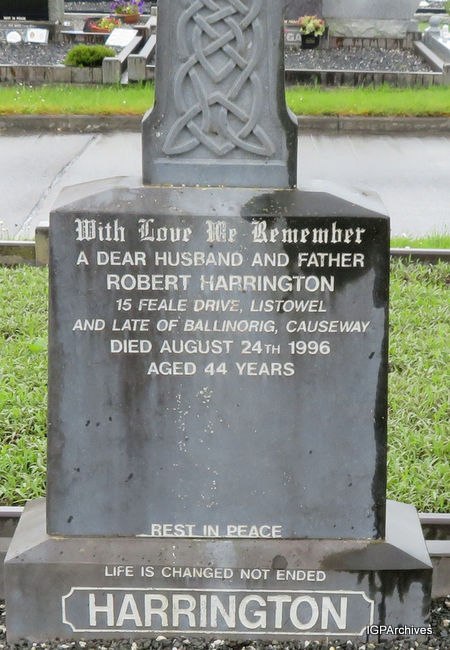 With Love We Remember
A DEAR HUSBAND AND FATHER
ROBERT HARRINGTON
15 FEALE DRIVE, LISTOWEL
AND LATE OF BALLINORIG, CAUSEWAY
DIED AUGUST 24TH 1996
AGED 44 YEARS
REST IN PEACE
LIFE IS CHANGED NOT ENDED
HARRINGTON
IGPArchives